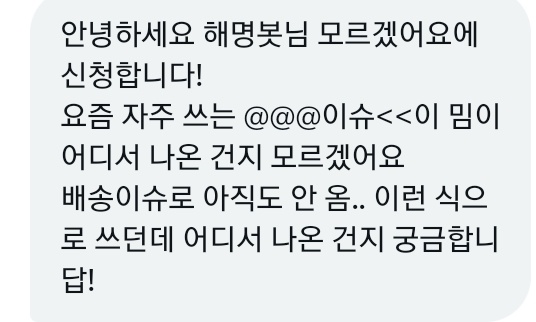 안녕하세요 해명봇님 모르겠어요에
신청합니다!
요즘 자주 쓰는 @@@이슈<<이 밈이
어디서 나온 건지 모르겠어요
배송이슈로 아직도 안 옴.. 이런 식으
로 쓰던데 어디서 나온 건지 궁금합니
답!